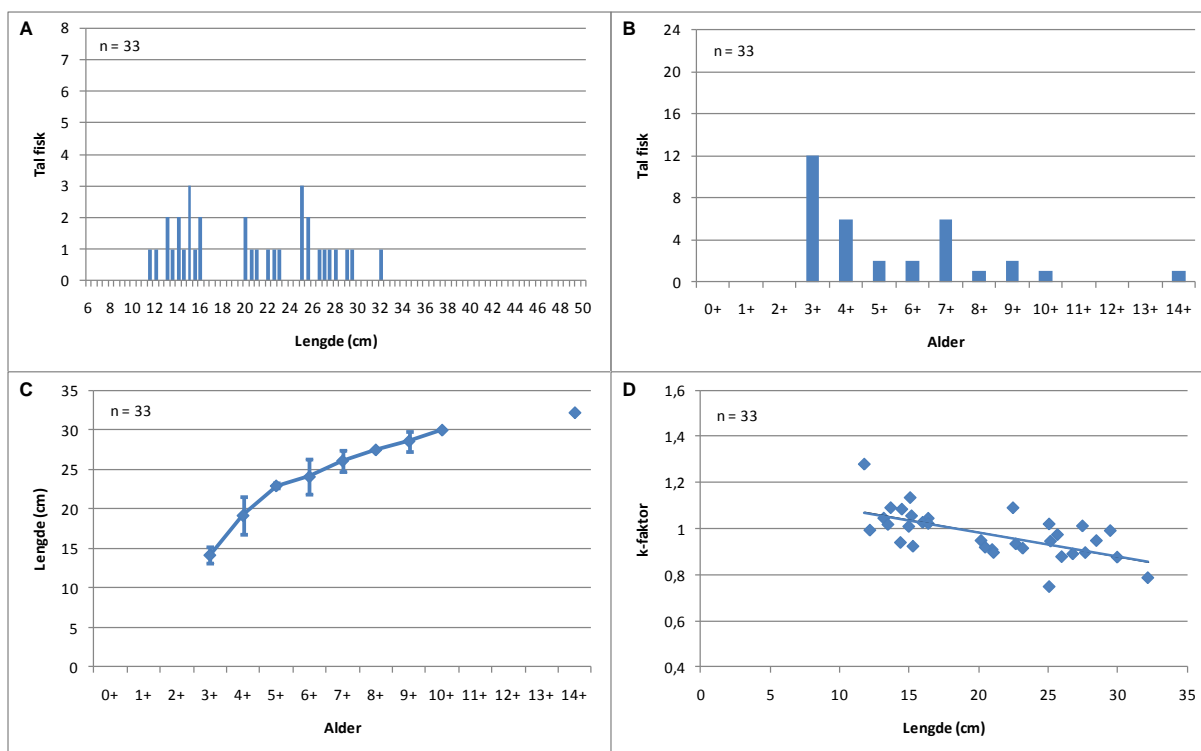 A
n = 33
Tal fisk
8
7
6
5
4
3
2
1
0
6 8 10 12 14 16 18 20 22 24 26 28 30 32 34 36 38 40 42 44 46 48 50
Lengde (cm)
B
n = 33
Tal fisk
24
20
16
12
8
4
0
0+ 1+ 2+ 3+ 4+ 5+ 6+ 7+ 8+ 9+ 10+ 11+ 12+ 13+ 14+
Alder
C
n = 33
Lengde (cm)
35
30
25
20
15
10
5
0
0+ 1+ 2+ 3+ 4+ 5+ 6+ 7+ 8+ 9+ 10+ 11+ 12+ 13+ 14+
Alder
D
n = 33
k-faktor
1,6
1,4
1,2
1
0,8
0,6
0,4
0 5 10 15 20 25 30 35
Lengde (cm)